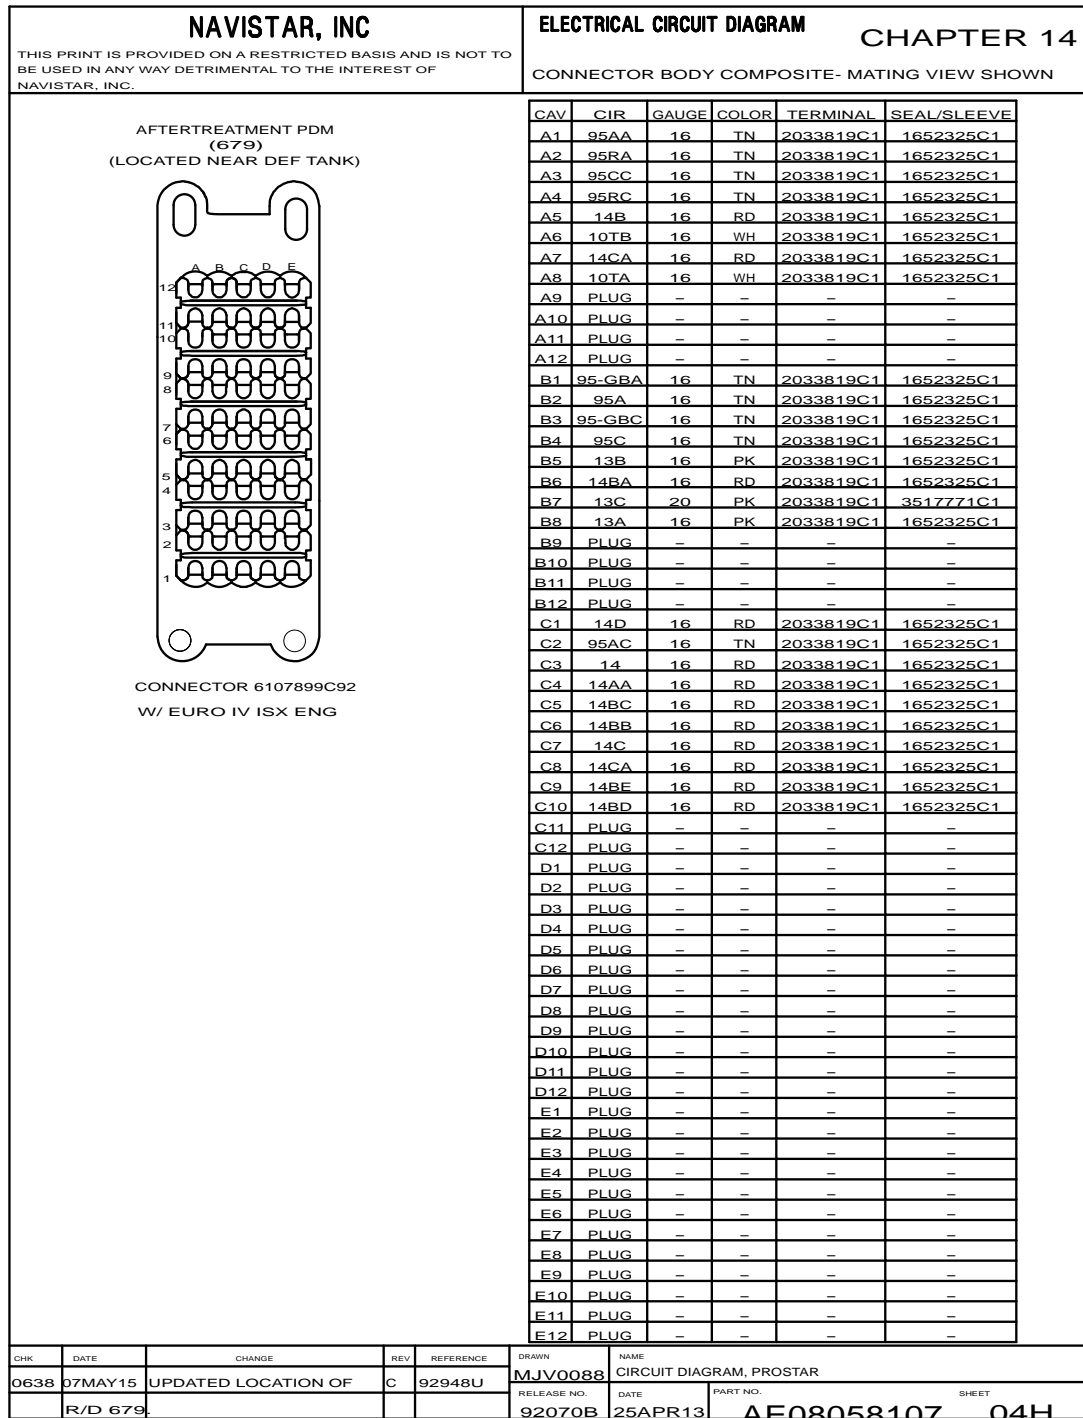 NAVISTAR, INC
THIS PRINT IS PROVIDED ON A RESTRICTED BASIS AND IS NOT TO
BE USED IN ANY WAY DETRIMENTAL TO THE INTEREST OF
NAVISTAR, INC.
ELECTRICAL CIRCUIT DIAGRAM
CHAPTER 14
CONNECTOR BODY COMPOSITE- MATING VIEW SHOWN
AFTERTREATMENT PDM
(679)
(LOCATED NEAR DEF TANK)
A B C D E
12
11
10
9
8
7
6
5
4
3
2
1
CONNECTOR 6107899C92
W/ EURO IV ISX ENG
CAV CIR GAUGE COLOR TERMINAL SEAL/SLEEVE
A1 95AA 16 TN 2033819C1 1652325C1
A2 95RA 16 TN 2033819C1 1652325C1
A3 95CC 16 TN 2033819C1 1652325C1
A4 95RC 16 TN 2033819C1 1652325C1
A5 14B 16 RD 2033819C1 1652325C1
A6 10TB 16 WH 2033819C1 1652325C1
A7 14CA 16 RD 2033819C1 1652325C1
A8 10TA 16 WH 2033819C1 1652325C1
A9 PLUG – – – –
A10 PLUG – – – –
A11 PLUG – – – –
A12 PLUG – – – –
B1 95-GBA 16 TN 2033819C1 1652325C1
B2 95A 16 TN 2033819C1 1652325C1
B3 95-GBC 16 TN 2033819C1 1652325C1
B4 95C 16 TN 2033819C1 1652325C1
B5 13B 16 PK 2033819C1 1652325C1
B6 14BA 16 RD 2033819C1 1652325C1
B7 13C 20 PK 2033819C1 3517771C1
B8 13A 16 PK 2033819C1 1652325C1
B9 PLUG – – – –
B10 PLUG – – – –
B11 PLUG – – – –
B12 PLUG – – – –
C1 14D 16 RD 2033819C1 1652325C1
C2 95AC 16 TN 2033819C1 1652325C1
C3 14 16 RD 2033819C1 1652325C1
C4 14AA 16 RD 2033819C1 1652325C1
C5 14BC 16 RD 2033819C1 1652325C1
C6 14BB 16 RD 2033819C1 1652325C1
C7 14C 16 RD 2033819C1 1652325C1
C8 14CA 16 RD 2033819C1 1652325C1
C9 14BE 16 RD 2033819C1 1652325C1
C10 14BD 16 RD 2033819C1 1652325C1
C11 PLUG – – – –
C12 PLUG – – – –
D1 PLUG – – – –
D2 PLUG – – – –
D3 PLUG – – – –
D4 PLUG – – – –
D5 PLUG – – – –
D6 PLUG – – – –
D7 PLUG – – – –
D8 PLUG – – – –
D9 PLUG – – – –
D10 PLUG – – – –
D11 PLUG – – – –
D12 PLUG – – – –
E1 PLUG – – – –
E2 PLUG – – – –
E3 PLUG – – – –
E4 PLUG – – – –
E5 PLUG – – – –
E6 PLUG – – – –
E7 PLUG – – – –
E8 PLUG – – – –
E9 PLUG – – – –
E10 PLUG – – – –
E11 PLUG – – – –
E12 PLUG – – – –
CHK DATE CHANGE REV REFERENCE
0638 07MAY15 UPDATED LOCATION OF C 92948U
R/D 679.
DRAWN NAME
MJV0088 CIRCUIT DIAGRAM, PROSTAR
RELEASE NO. DATE PART NO. SHEET
92070B 25APR13 AE08058107 04H